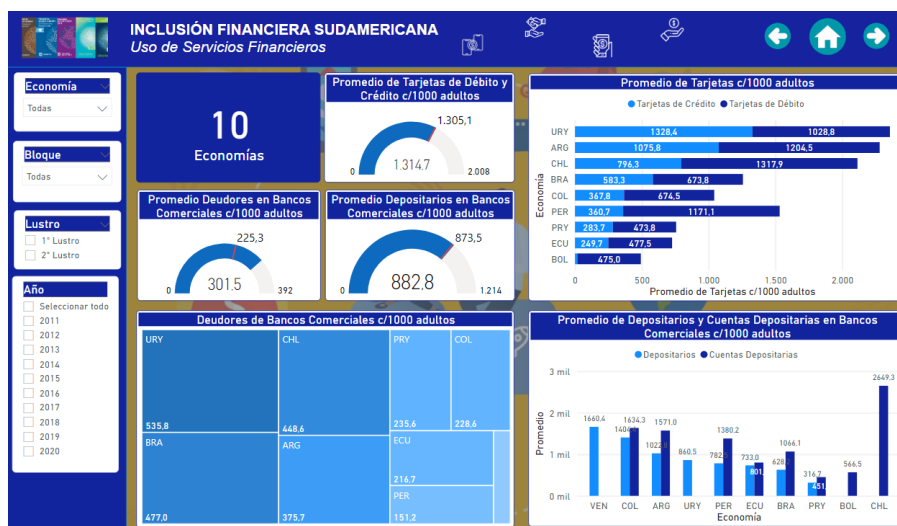 INCLUSIÓN FINANCIERA SUDAMERICANA
Uso de Servicios Financieros
Economía
Todas
Bloque
Todas
Lustro
1° Lustro
2° Lustro
Año
Seleccionar todo
2011
2012
2013
2014
2015
2016
2017
2018
2019
2020
10
Economías
Promedio de Tarjetas de Débito y
Crédito c/1000 adultos
1.305,1
1314.7
0
2.008
Promedio Deudores en Bancos
Comerciales c/1000 adultos
225,3
301.5
0
392
Promedio Depositarios en Bancos
Comerciales c/1000 adultos
873,5
882.8
0
1.214
Promedio de Tarjetas c/1000 adultos
Tarjetas de Crédito Tarjetas de Débito
Economía
URY 1328,4 1028,8
ARG 1075,8 1204,5
CHL 796,3 1317,9
BRA 583,3 673,8
COL 367,8 674,5
PER 360,7 1171,1
PRY 283,7 473,8
ECU 249,7 477,5
BOL 475,0
0 500 1.000 1.500 2.000
Promedio de Tarjetas c/1000 adultos
Deudores de Bancos Comerciales c/1000 adultos
URY
535,8
CHL
448,6
PRY
235,6
COL
228,6
BRA
477,0
ARG
375,7
ECU
216,7
PER
151,2
Promedio de Depositarios y Cuentas Depositarias en Bancos
Comerciales c/1000 adultos
Depositarios Cuentas Depositarias
Promedio
3 mil
2 mil
1 mil
0 mil
1660,4
1634,3
1571,0
860,5
1380,2
733,0
801,
1066,1
316,7
451,
566,5
2649,3
VEN COL ARG URY PER ECU BRA PRY BOL CHL
Economía